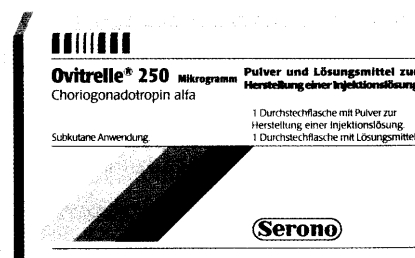 Ovitrelle® 250 Mikrogramm
Choriogonadotropin alfa
Pulver und Lösungsmittel zur
Herstellung einer Injektionslösung
1 Durchstechflasche mit Pulver zur
Herstellung einer Injektionslösung.
1 Durchstechflasche mit Lösungsmittel
Subkutane Anwendung.
Serono